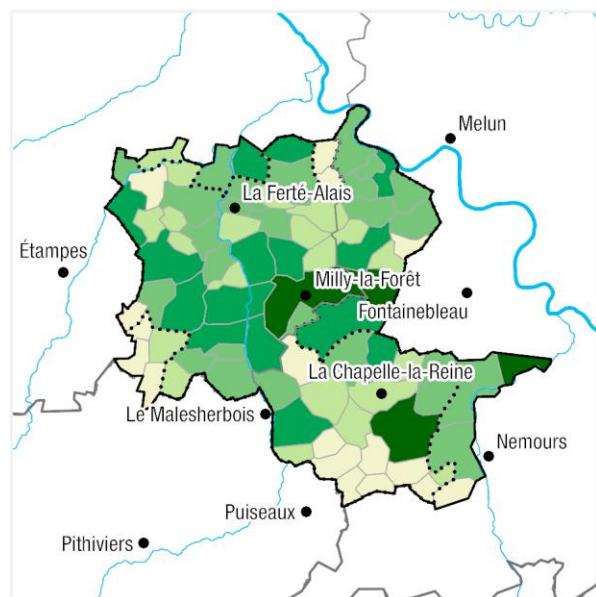 Melun
La Ferté-Alais
Étampes
Milly-la-Forêt
Fontainebleau
La Chapelle-la-Reine
Le Malesherbois
Nemours
Puiseaux
Pithiviers